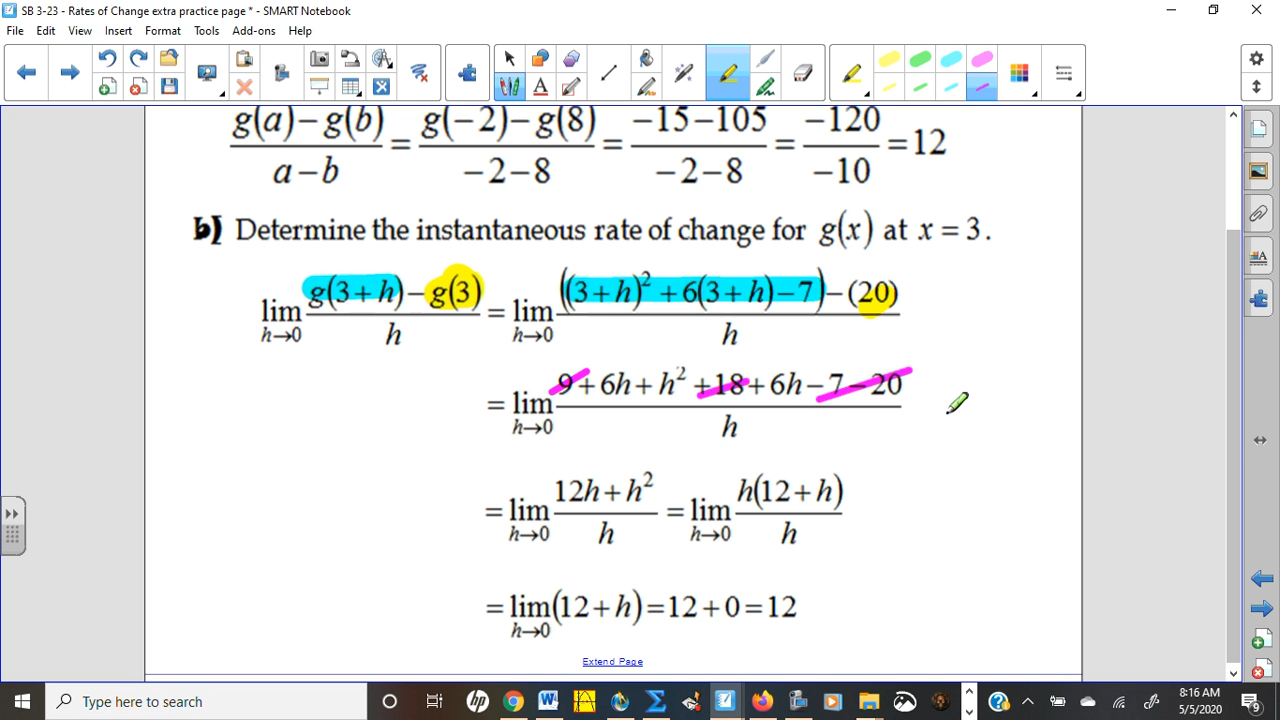 SB 3-23 - Rates of Change extra practice page * - SMART Notebook
File Edit View Insert Format Tools Add-ons Help
g(a)−g(b)/a−b = g(−2)−g(8)/−2−8 = −15−105/−2−8 = −120/−10 = 12
b) Determine the instantaneous rate of change for g(x) at x = 3.
lim h→0 g(3+h)−g(3)/h = lim h→0 ((3+h)² +6(3+h)−7)−(20)/h
= lim h→0 9+6h+h² +18+6h−7−20/h
= lim h→0 12h+h²/h = lim h→0 h(12+h)/h
= lim h→0 (12+h)=12+0=12
Extend Page
Type here to search
8:16 AM
5/5/2020